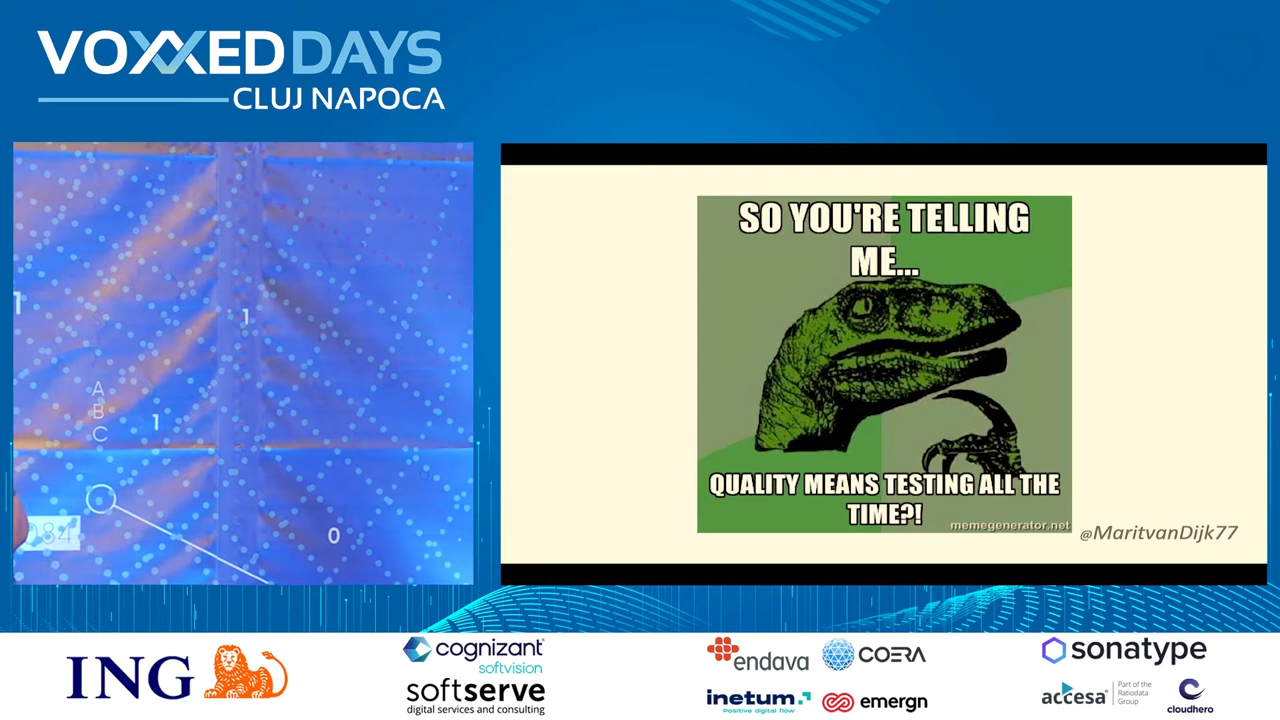 VOXXEDDAYS
CLUJ NAPOCA
1
1
A
B
C
1
084
0
SO YOU'RE TELLING
ME...
QUALITY MEANS TESTING ALL THE
TIME?!
memegenerator.net
@MaritvanDijk77
ING
cognizant
softvision
softserve
digital services and consulting
endava
COERA
inetum.
Positive digital flow
emergn
sonatype
accesa
Part of the
Ratiodata
Group
cloudhero